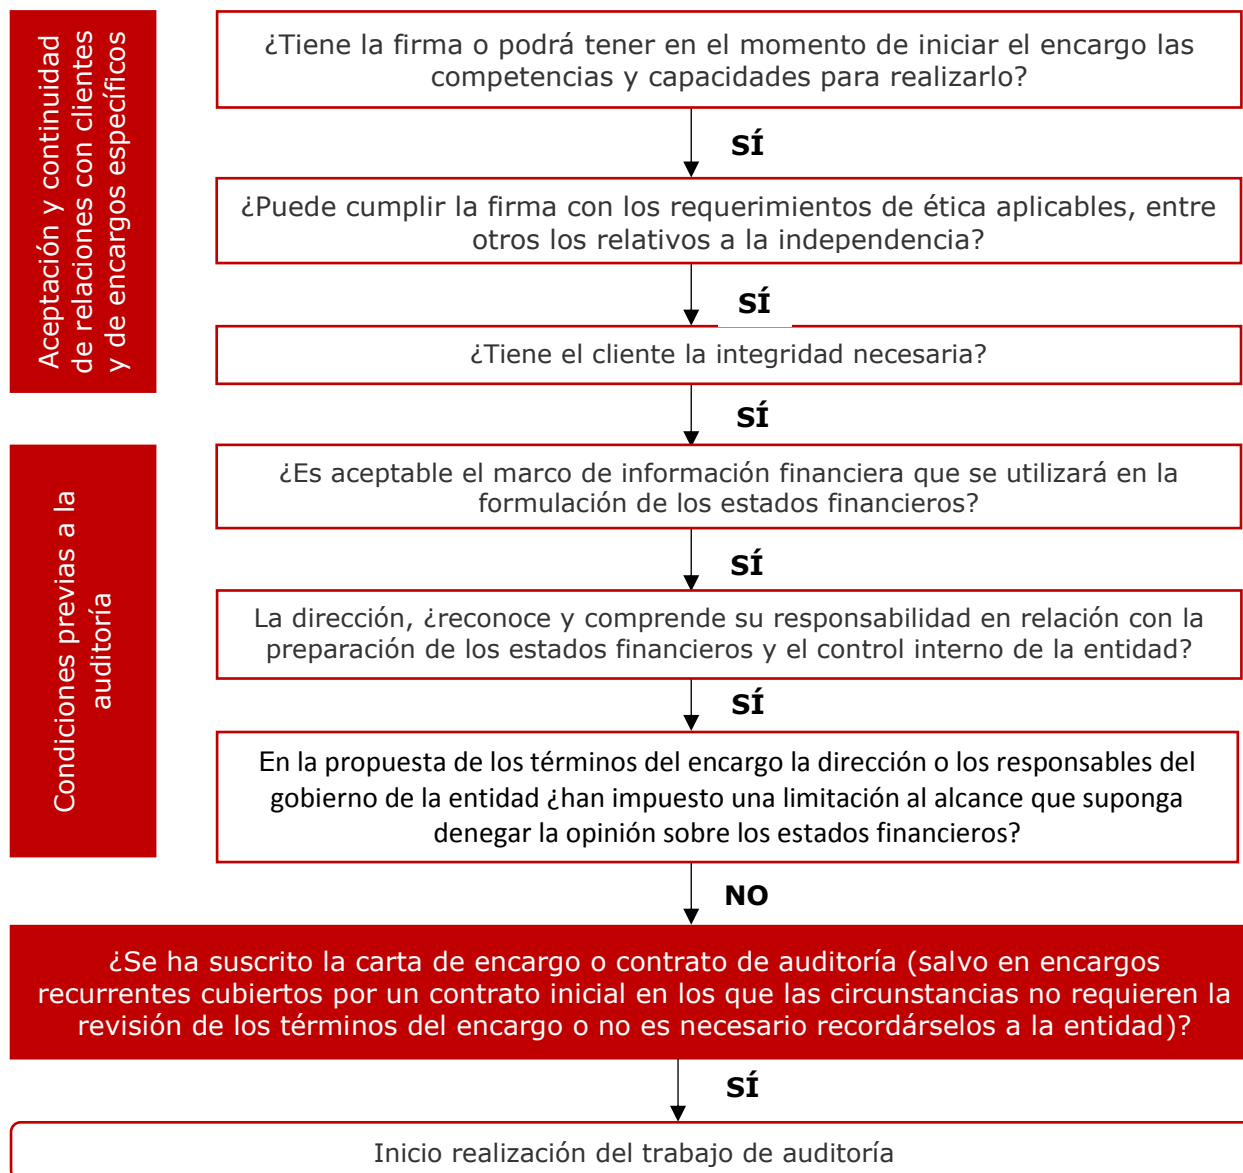 Aceptación y continuidad
de relaciones con clientes
y de encargos específicos
¿Tiene la firma o podrá tener en el momento de iniciar el encargo las
competencias y capacidades para realizarlo?
SÍ
¿Puede cumplir la firma con los requerimientos de ética aplicables, entre
otros los relativos a la independencia?
SÍ
¿Tiene el cliente la integridad necesaria?
SÍ
Condiciones previas a la
auditoría
¿Es aceptable el marco de información financiera que se utilizará en la
formulación de los estados financieros?
SÍ
La dirección, ¿reconoce y comprende su responsabilidad en relación con la
preparación de los estados financieros y el control interno de la entidad?
SÍ
En la propuesta de los términos del encargo la dirección o los responsables del
gobierno de la entidad ¿han impuesto una limitación al alcance que suponga
denegar la opinión sobre los estados financieros?
NO
¿Se ha suscrito la carta de encargo o contrato de auditoría (salvo en encargos
recurrentes cubiertos por un contrato inicial en los que las circunstancias no requieren la
revisión de los términos del encargo o no es necesario recordárselos a la entidad)?
SÍ
Inicio realización del trabajo de auditoría